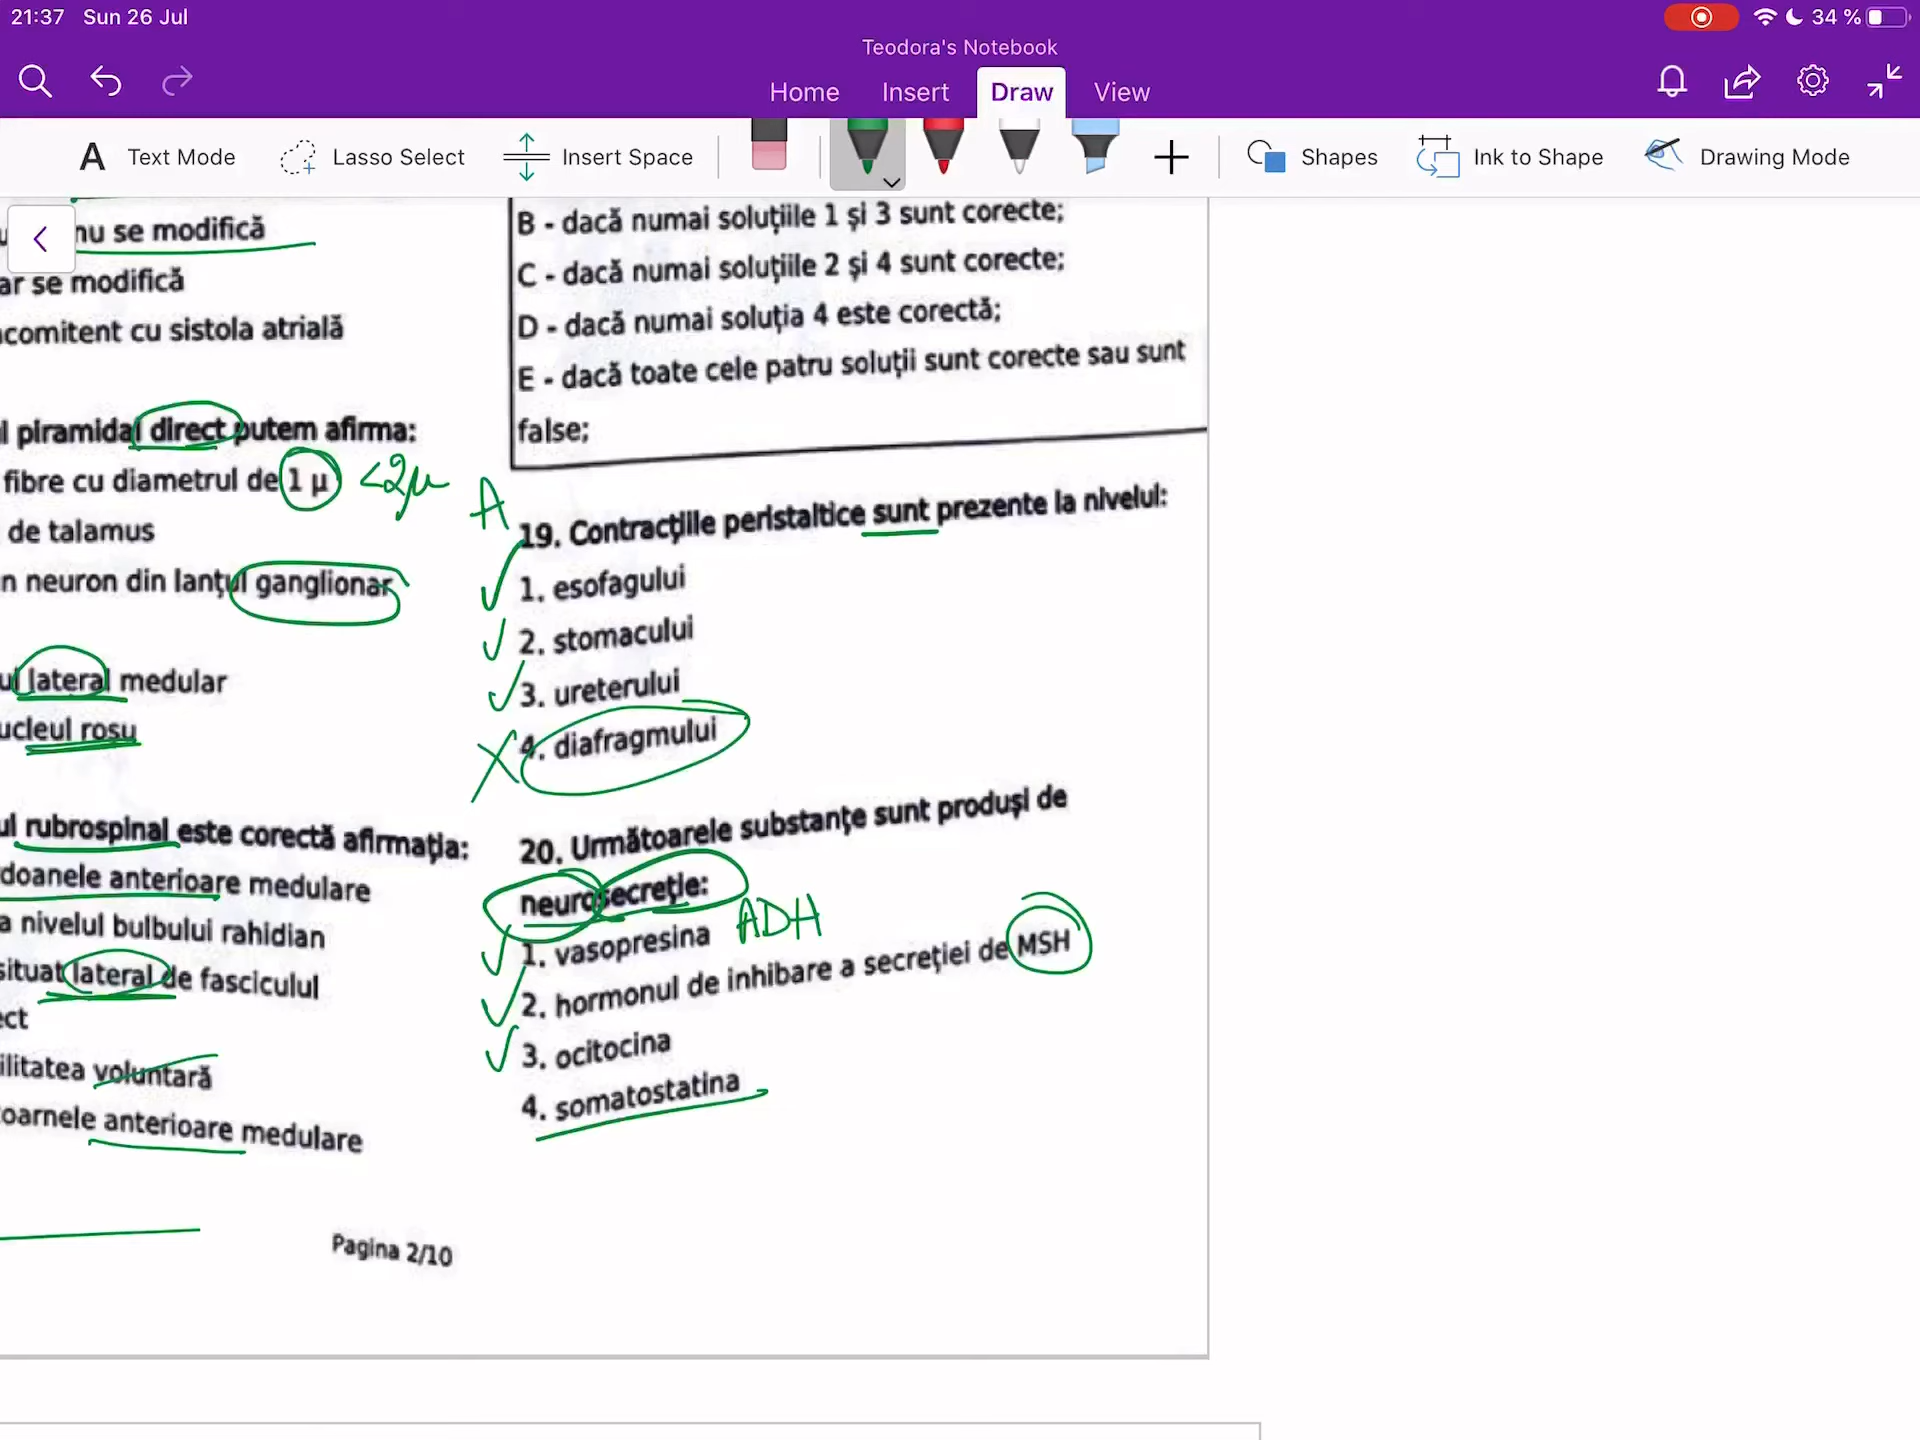 21:37 Sun 26 Jul
34 %
Teodora's Notebook
Home Insert Draw View
A Text Mode Lasso Select Insert Space Shapes Ink to Shape Drawing Mode
nu se modifică
ar se modifică
comitent cu sistola atrială
l piramidal direct putem afirma:
fibre cu diametrul de 1 µ <2µ
de talamus
n neuron din lanțul ganglionar
ul lateral medular
ucleul rosu
ul rubrospinal este corectă afirmația:
doanele anterioare medulare
a nivelul bulbului rahidian
situat lateral de fasciculul
ect
ilitatea voluntară
oarnele anterioare medulare
Pagina 2/10
B - dacă numai soluțiile 1 și 3 sunt corecte;
C - dacă numai soluțiile 2 și 4 sunt corecte;
D - dacă numai soluția 4 este corectă;
E - dacă toate cele patru soluții sunt corecte sau sunt
false;
A
19. Contracțiile peristaltice sunt prezente la nivelul:
1. esofagului
2. stomacului
3. ureterului
4. diafragmului
20. Următoarele substanțe sunt produși de
neurosecreție:
1. vasopresina ADH
2. hormonul de inhibare a secreției de MSH
3. ocitocina
4. somatostatina